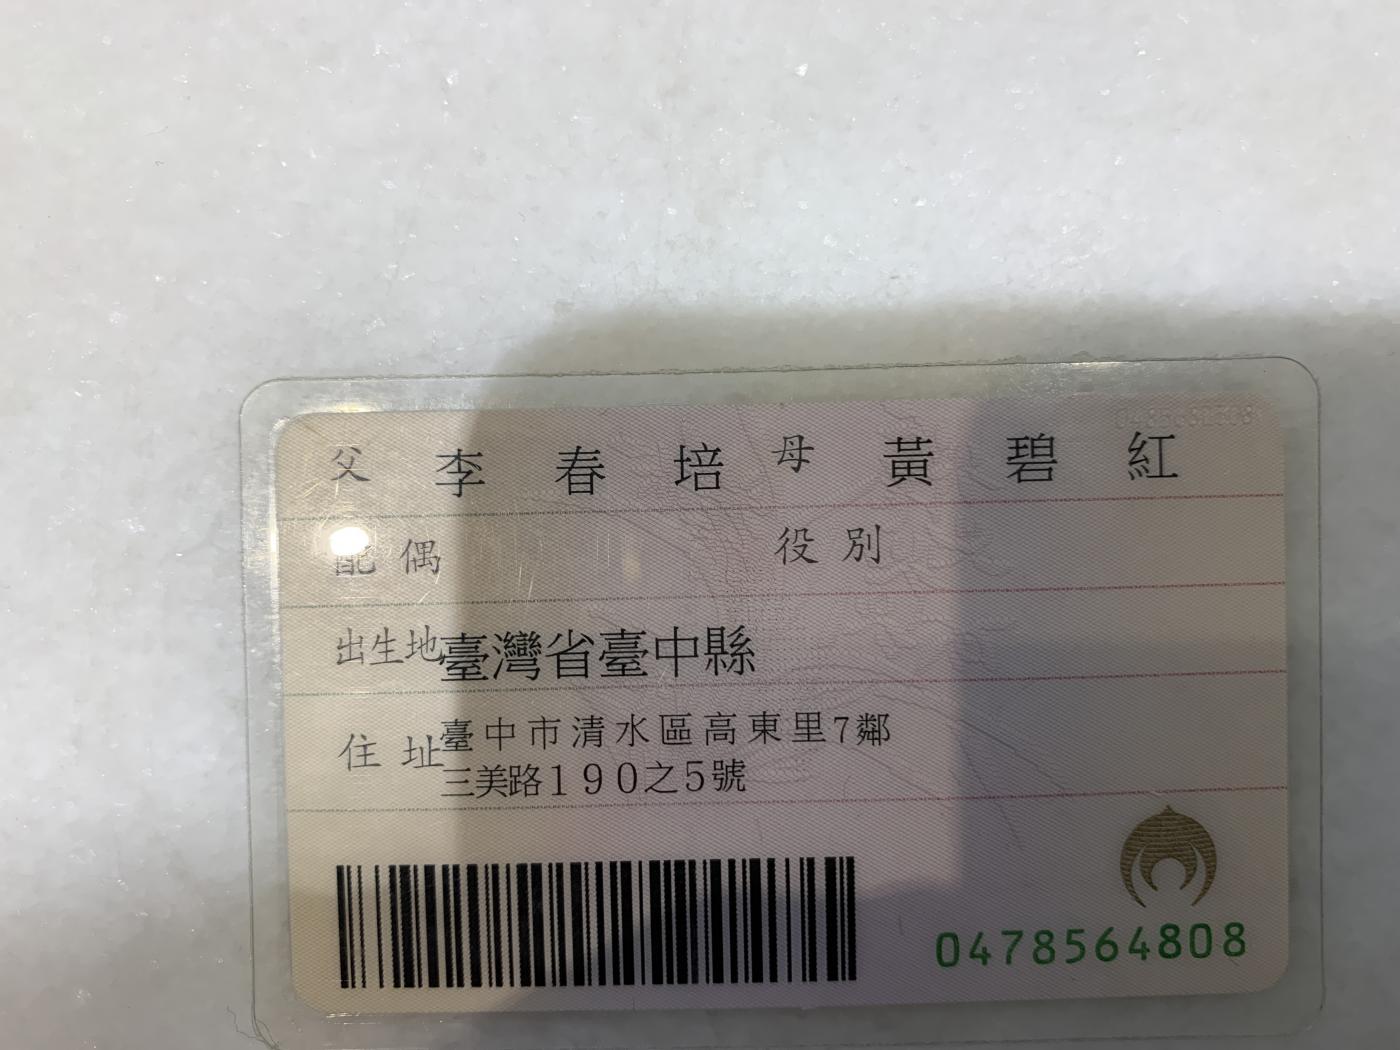 父 李春培 母 黃碧紅
配偶 役別
出生地 臺灣省臺中縣
住址 臺中市清水區高東里7鄰
三美路190之5號
0478564808